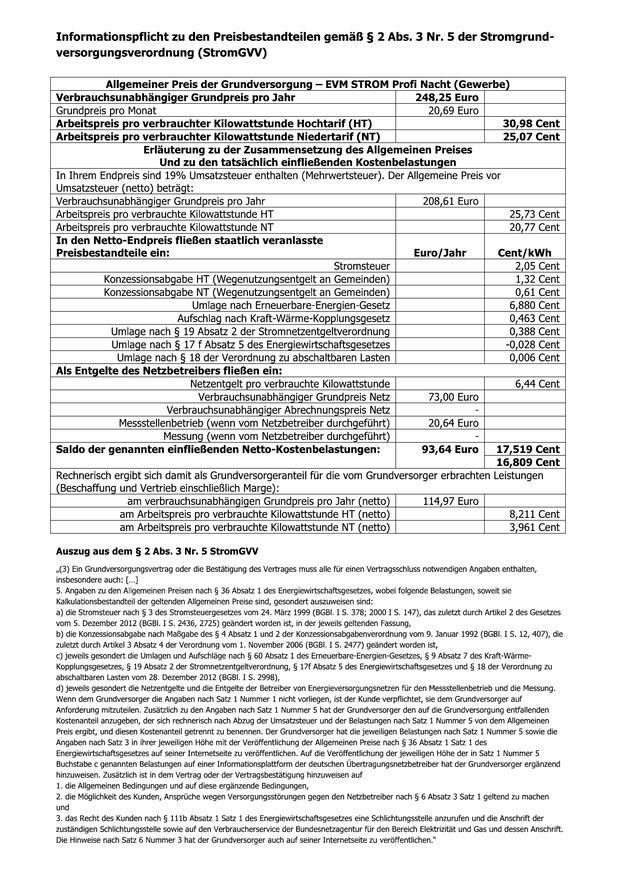 Informationspflicht zu den Preisbestandteilen gemäß § 2 Abs. 3 Nr. 5 der Stromgrund-
versorgungsverordnung (StromGVV)
Allgemeiner Preis der Grundversorgung – EVM STROM Profi Nacht (Gewerbe)
Verbrauchsunabhängiger Grundpreis pro Jahr 248,25 Euro
Grundpreis pro Monat 20,69 Euro
Arbeitspreis pro verbrauchter Kilowattstunde Hochtarif (HT) 30,98 Cent
Arbeitspreis pro verbrauchter Kilowattstunde Niedertarif (NT) 25,07 Cent
Erläuterung zu der Zusammensetzung des Allgemeinen Preises
Und zu den tatsächlich einfließenden Kostenbelastungen
In Ihrem Endpreis sind 19% Umsatzsteuer enthalten (Mehrwertsteuer). Der Allgemeine Preis vor
Umsatzsteuer (netto) beträgt:
Verbrauchsunabhängiger Grundpreis pro Jahr 208,61 Euro
Arbeitspreis pro verbrauchte Kilowattstunde HT 25,73 Cent
Arbeitspreis pro verbrauchte Kilowattstunde NT 20,77 Cent
In den Netto-Endpreis fließen staatlich veranlasste
Preisbestandteile ein: Euro/Jahr Cent/kWh
Stromsteuer 2,05 Cent
Konzessionsabgabe HT (Wegenutzungsentgelt an Gemeinden) 1,32 Cent
Konzessionsabgabe NT (Wegenutzungsentgelt an Gemeinden) 0,61 Cent
Umlage nach Erneuerbare-Energien-Gesetz 6,880 Cent
Aufschlag nach Kraft-Wärme-Kopplungsgesetz 0,463 Cent
Umlage nach § 19 Absatz 2 der Stromnetzentgeltverordnung 0,388 Cent
Umlage nach § 17 f Absatz 5 des Energiewirtschaftsgesetzes -0,028 Cent
Umlage nach § 18 der Verordnung zu abschaltbaren Lasten 0,006 Cent
Als Entgelte des Netzbetreibers fließen ein:
Netzentgelt pro verbrauchte Kilowattstunde 6,44 Cent
Verbrauchsunabhängiger Grundpreis Netz 73,00 Euro
Verbrauchsunabhängiger Abrechnungspreis Netz -
Messstellenbetrieb (wenn vom Netzbetreiber durchgeführt) 20,64 Euro
Messung (wenn vom Netzbetreiber durchgeführt) -
Saldo der genannten einfließenden Netto-Kostenbelastungen: 93,64 Euro 17,519 Cent
16,809 Cent
Rechnerisch ergibt sich damit als Grundversorgeranteil für die vom Grundversorger erbrachten Leistungen
(Beschaffung und Vertrieb einschließlich Marge):
am verbrauchsunabhängigen Grundpreis pro Jahr (netto) 114,97 Euro
am Arbeitspreis pro verbrauchte Kilowattstunde HT (netto) 8,211 Cent
am Arbeitspreis pro verbrauchte Kilowattstunde NT (netto) 3,961 Cent
Auszug aus dem § 2 Abs. 3 Nr. 5 StromGVV
„(3) Ein Grundversorgungsvertrag oder die Bestätigung des Vertrages muss alle für einen Vertragsschluss notwendigen Angaben enthalten,
insbesondere auch: [...]
5. Angaben zu den Allgemeinen Preisen nach § 36 Absatz 1 des Energiewirtschaftsgesetzes, wobei folgende Belastungen, soweit sie
Kalkulationsbestandteil der geltenden Allgemeinen Preise sind, gesondert auszuweisen sind:
a) die Stromsteuer nach § 3 des Stromsteuergesetzes vom 24. März 1999 (BGBl. I S. 378; 2000 I S. 147), das zuletzt durch Artikel 2 des Gesetzes
vom 5. Dezember 2012 (BGBl. I S. 2436, 2725) geändert worden ist, in der jeweils geltenden Fassung,
b) die Konzessionsabgabe nach Maßgabe des § 4 Absatz 1 und 2 der Konzessionsabgabenverordnung vom 9. Januar 1992 (BGBl. I S. 12, 407), die
zuletzt durch Artikel 3 Absatz 4 der Verordnung vom 1. November 2006 (BGBl. I S. 2477) geändert worden ist,
c) jeweils gesondert die Umlagen und Aufschläge nach § 60 Absatz 1 des Erneuerbare-Energien-Gesetzes, § 9 Absatz 7 des Kraft-Wärme-
Kopplungsgesetzes, § 19 Absatz 2 der Stromnetzentgeltverordnung, § 17f Absatz 5 des Energiewirtschaftsgesetzes und § 18 der Verordnung zu
abschaltbaren Lasten vom 28. Dezember 2012 (BGBl. I S. 2998),
d) jeweils gesondert die Netzentgelte und die Entgelte der Betreiber von Energieversorgungsnetzen für den Messstellenbetrieb und die Messung.
Wenn dem Grundversorger die Angaben nach Satz 1 Nummer 1 nicht vorliegen, ist der Kunde verpflichtet, sie dem Grundversorger auf
Anforderung mitzuteilen. Zusätzlich zu den Angaben nach Satz 1 Nummer 5 hat der Grundversorger den auf die Grundversorgung entfallenden
Kostenanteil anzugeben, der sich rechnerisch nach Abzug der Umsatzsteuer und der Belastungen nach Satz 1 Nummer 5 von dem Allgemeinen
Preis ergibt, und diesen Kostenanteil getrennt zu benennen. Der Grundversorger hat die jeweiligen Belastungen nach Satz 1 Nummer 5 sowie die
Angaben nach Satz 3 in ihrer jeweiligen Höhe mit Veröffentlichung der Allgemeinen Preise nach § 36 Absatz 1 Satz 1 des
Energiewirtschaftsgesetzes auf seiner Internetseite zu veröffentlichen. Auf die Veröffentlichung der jeweiligen Höhe der in Satz 1 Nummer 5
Buchstabe c genannten Belastungen auf einer Informationsplattform der deutschen Übertragungsnetzbetreiber hat der Grundversorger ergänzend
hinzuweisen. Zusätzlich ist in dem Vertrag oder der Vertragsbestätigung hinzuweisen auf
1. die Allgemeinen Bedingungen und auf diese ergänzende Bedingungen,
2. die Möglichkeit des Kunden, Ansprüche wegen Versorgungsstörungen gegen den Netzbetreiber nach § 6 Absatz 3 Satz 1 geltend zu machen
und
3. das Recht des Kunden nach § 111b Absatz 1 Satz 1 des Energiewirtschaftsgesetzes eine Schlichtungsstelle anzurufen und die Anschrift der
zuständigen Schlichtungsstelle sowie auf den Verbraucherservice der Bundesnetzagentur für den Bereich Elektrizität und Gas und dessen Anschrift.
Die Hinweise nach Satz 6 Nummer 3 hat der Grundversorger auch auf seiner Internetseite zu veröffentlichen.“